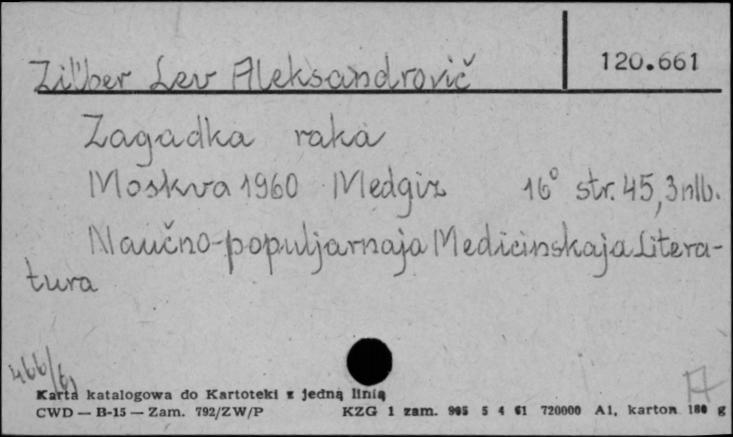 Zil'ber Lev Aleksandrovič
120.661
Zagadka raka
Moskva 1960 Medgiz 16° str. 45, 3 nlb.
Naučno-populjarnaja Medicinskaja Litera-
tura
466/61
Karta katalogowa do Kartoteki z jedną linią
CWD — B-15 — Zam. 792/ZW/P KZG 1 zam. 905 5 4 61 720000 A1, karton 180 g